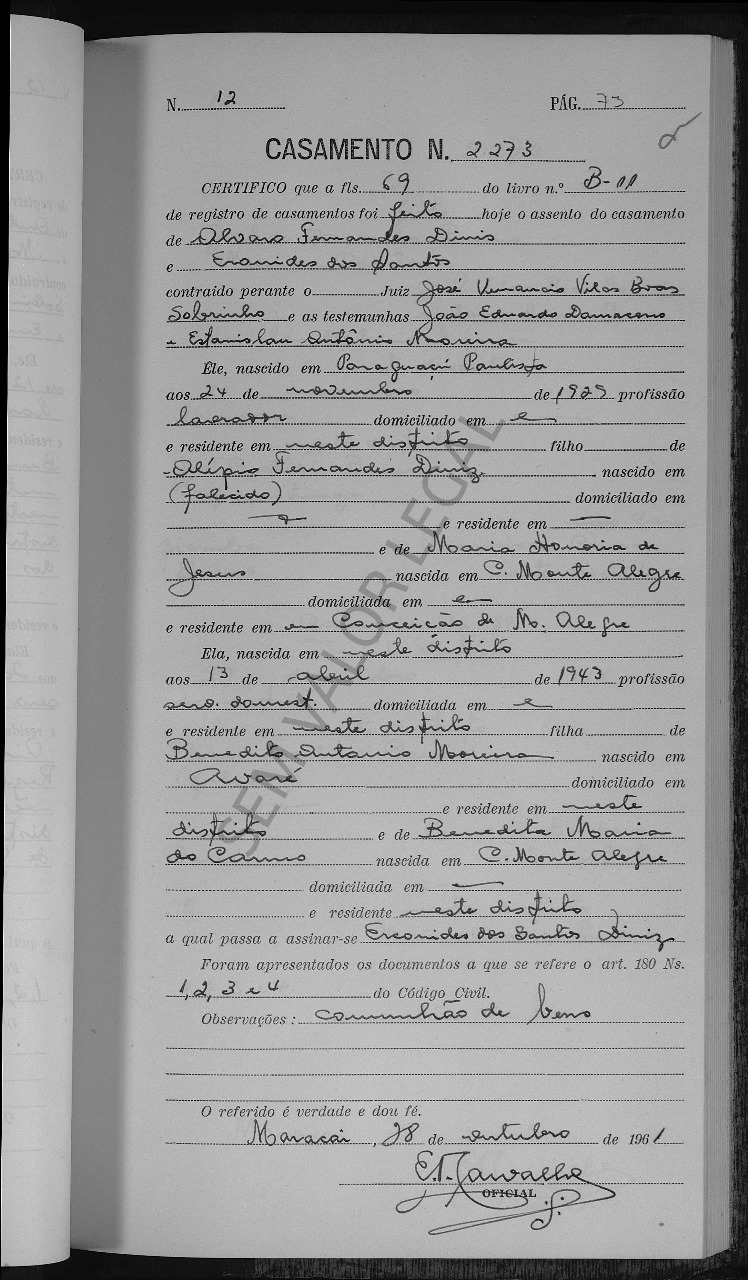 N. 12 PÁG. 73
CASAMENTO N. 2273
CERTIFICO que a fls. 69 do livro n.º B-11
de registro de casamentos foi feito hoje o assento do casamento
de Alvaro Fernandes Dinis
e Eronides dos Santos
contraido perante o Juiz José Venancio Vilas Boas
Sobrinho e as testemunhas João Eduardo Damaceno
e Estanislau Antônio Moreira
Êle, nascido em Paraguaçú Paulista
aos 24 de novembro de 1925 profissão
lavrador domiciliado em e
e residente em neste distrito filho de
Alípio Fernandes Diniz nascido em
(falecido) domiciliado em
e residente em
e de Maria Honoria de
Jesus nascida em C. Monte Alegre
domiciliada em e
e residente em em Conceição de M. Alegre
Ela, nascida em neste distrito
aos 13 de abril de 1943 profissão
serv. domest. domiciliada em e
e residente em neste distrito filha de
Benedito Antonio Moreira nascido em
Avaré domiciliado em
e residente em neste
distrito e de Benedita Maria
do Carmo nascida em C. Monte Alegre
domiciliada em
e residente neste distrito
a qual passa a assinar-se Eronides dos Santos Diniz
Foram apresentados os documentos a que se refere o art. 180 Ns.
1, 2, 3 e 4 do Código Civil.
Observações : comunhão de bens
O referido é verdade e dou fé.
Maracai, 28 de outubro de 1961
OFICIAL
SEM VALOR LEGAL